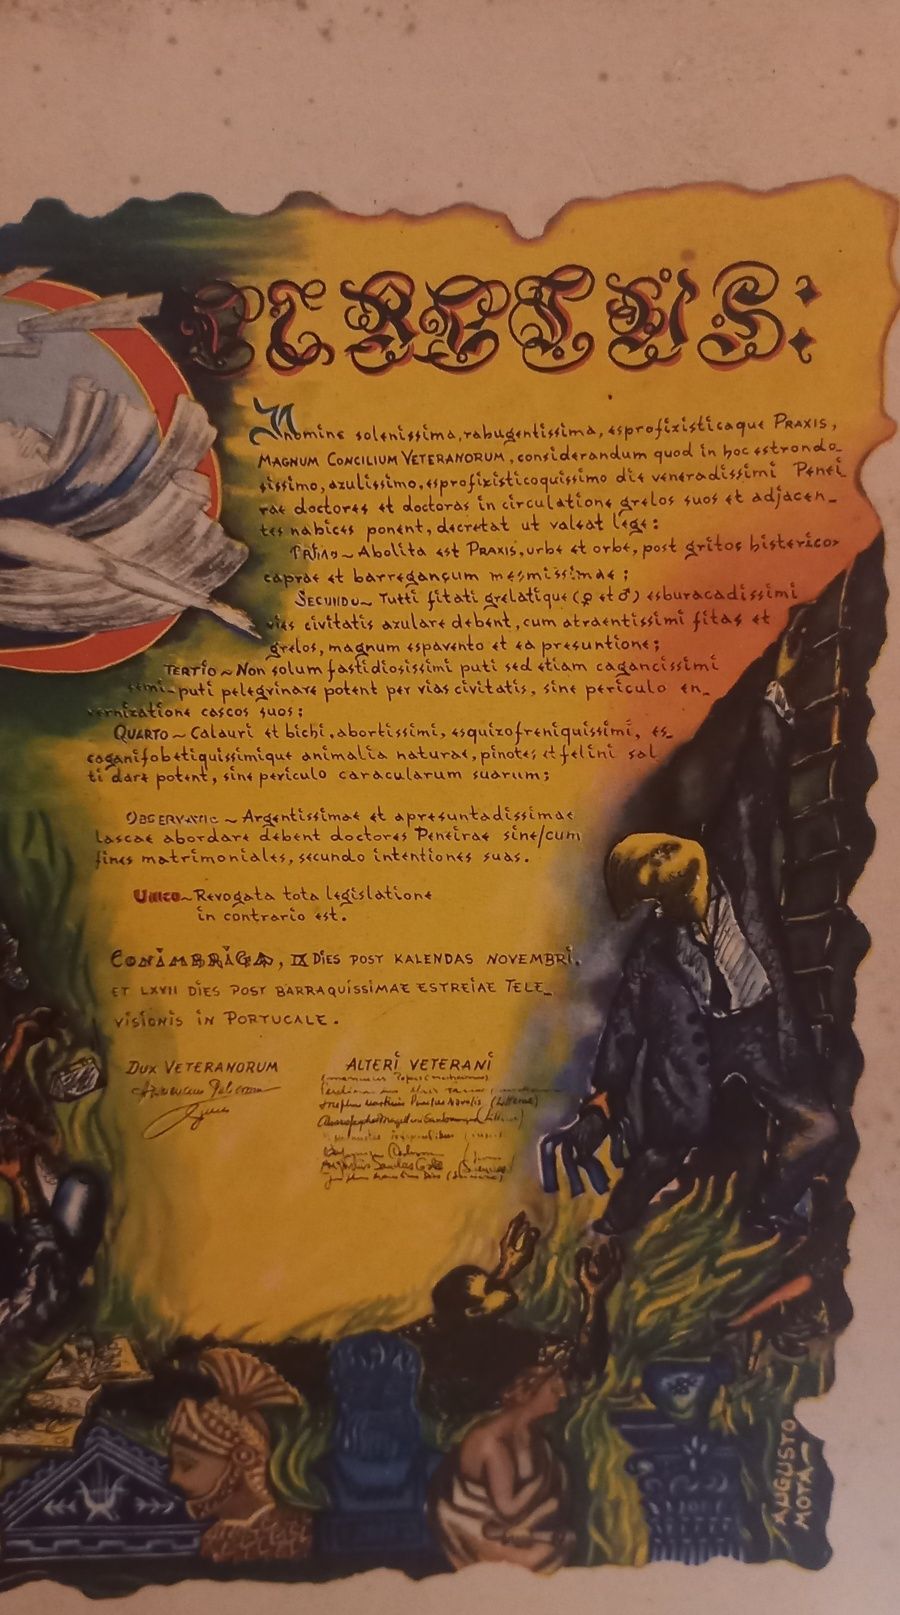 In nomine solenissima, rabugentissima, esprofixisticaque PRAXIS,
MAGNUM CONCILIUM VETERANORUM, considerandum quod in hoc estrondo_
sissimo, azulissimo, esprofixisticoquissimo die veneradissimi Penei_
rae doctores et doctoras in circulatione grelos suos et adjacen_
tes nabices ponent, decretat ut valeat lege:
PRIMO ~ Abolita est PRAXIS, urbe et orbe, post gritos histericos
caprae et barregançum mesmissimae;
SECUNDU ~ Tutti fitati grelatique (♀ et ♂) esburacadissimi
vies civitatis azulare debent, cum atraentissimi fitas et
grelos, magnum espavento et ea presuntione;
TERTIO ~ Non solum fastidiosissimi puti sed etiam cagancissimi
semi-puti pelegrinare potent per vias civitatis, sine periculo en_
vernizatione cascos suos;
QUARTO ~ Calauri et bichi, abortissimi, esquizofreniquissimi, es_
caganifobetiquissimique animalia naturae, pinotes et felini sal
ti dare potent, sine periculo caracularum suarum;
~ Argentissimae et apresuntadissimae
lascae abordare debent doctores Peneirae sine/cum
fines matrimoniales, secundo intentiones suas.
UNICO ~ Revogata tota legislatione
in contrario est.
CONIMBRIGA, IX DIES POST KALENDAS NOVEMBRI,
ET LXVII DIES POST BARRAQUISSIMAE ESTREIAE TELE_
VISIONIS IN PORTUCALE.
DUX VETERANORUM
ALTERI VETERANI
AUGUSTO
MOTA